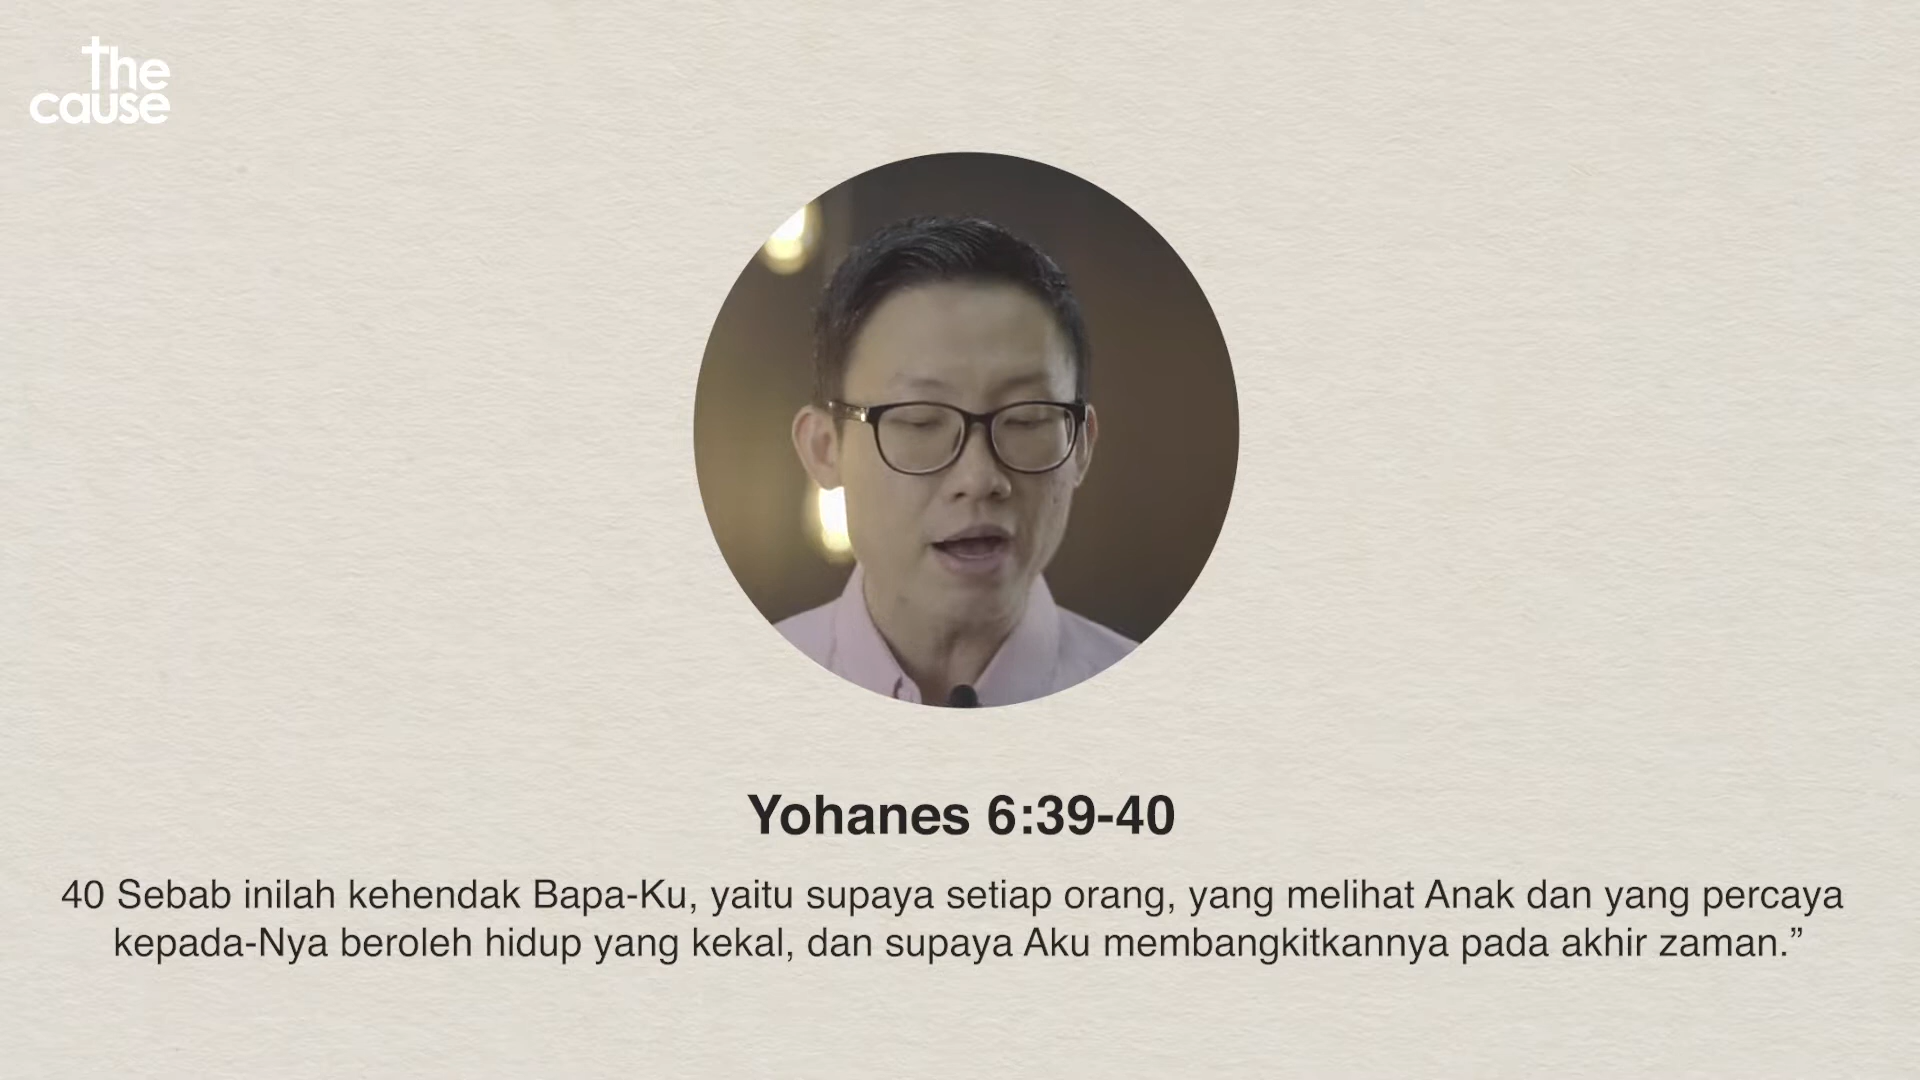 the
cause
Yohanes 6:39-40
40 Sebab inilah kehendak Bapa-Ku, yaitu supaya setiap orang, yang melihat Anak dan yang percaya
kepada-Nya beroleh hidup yang kekal, dan supaya Aku membangkitkannya pada akhir zaman.”